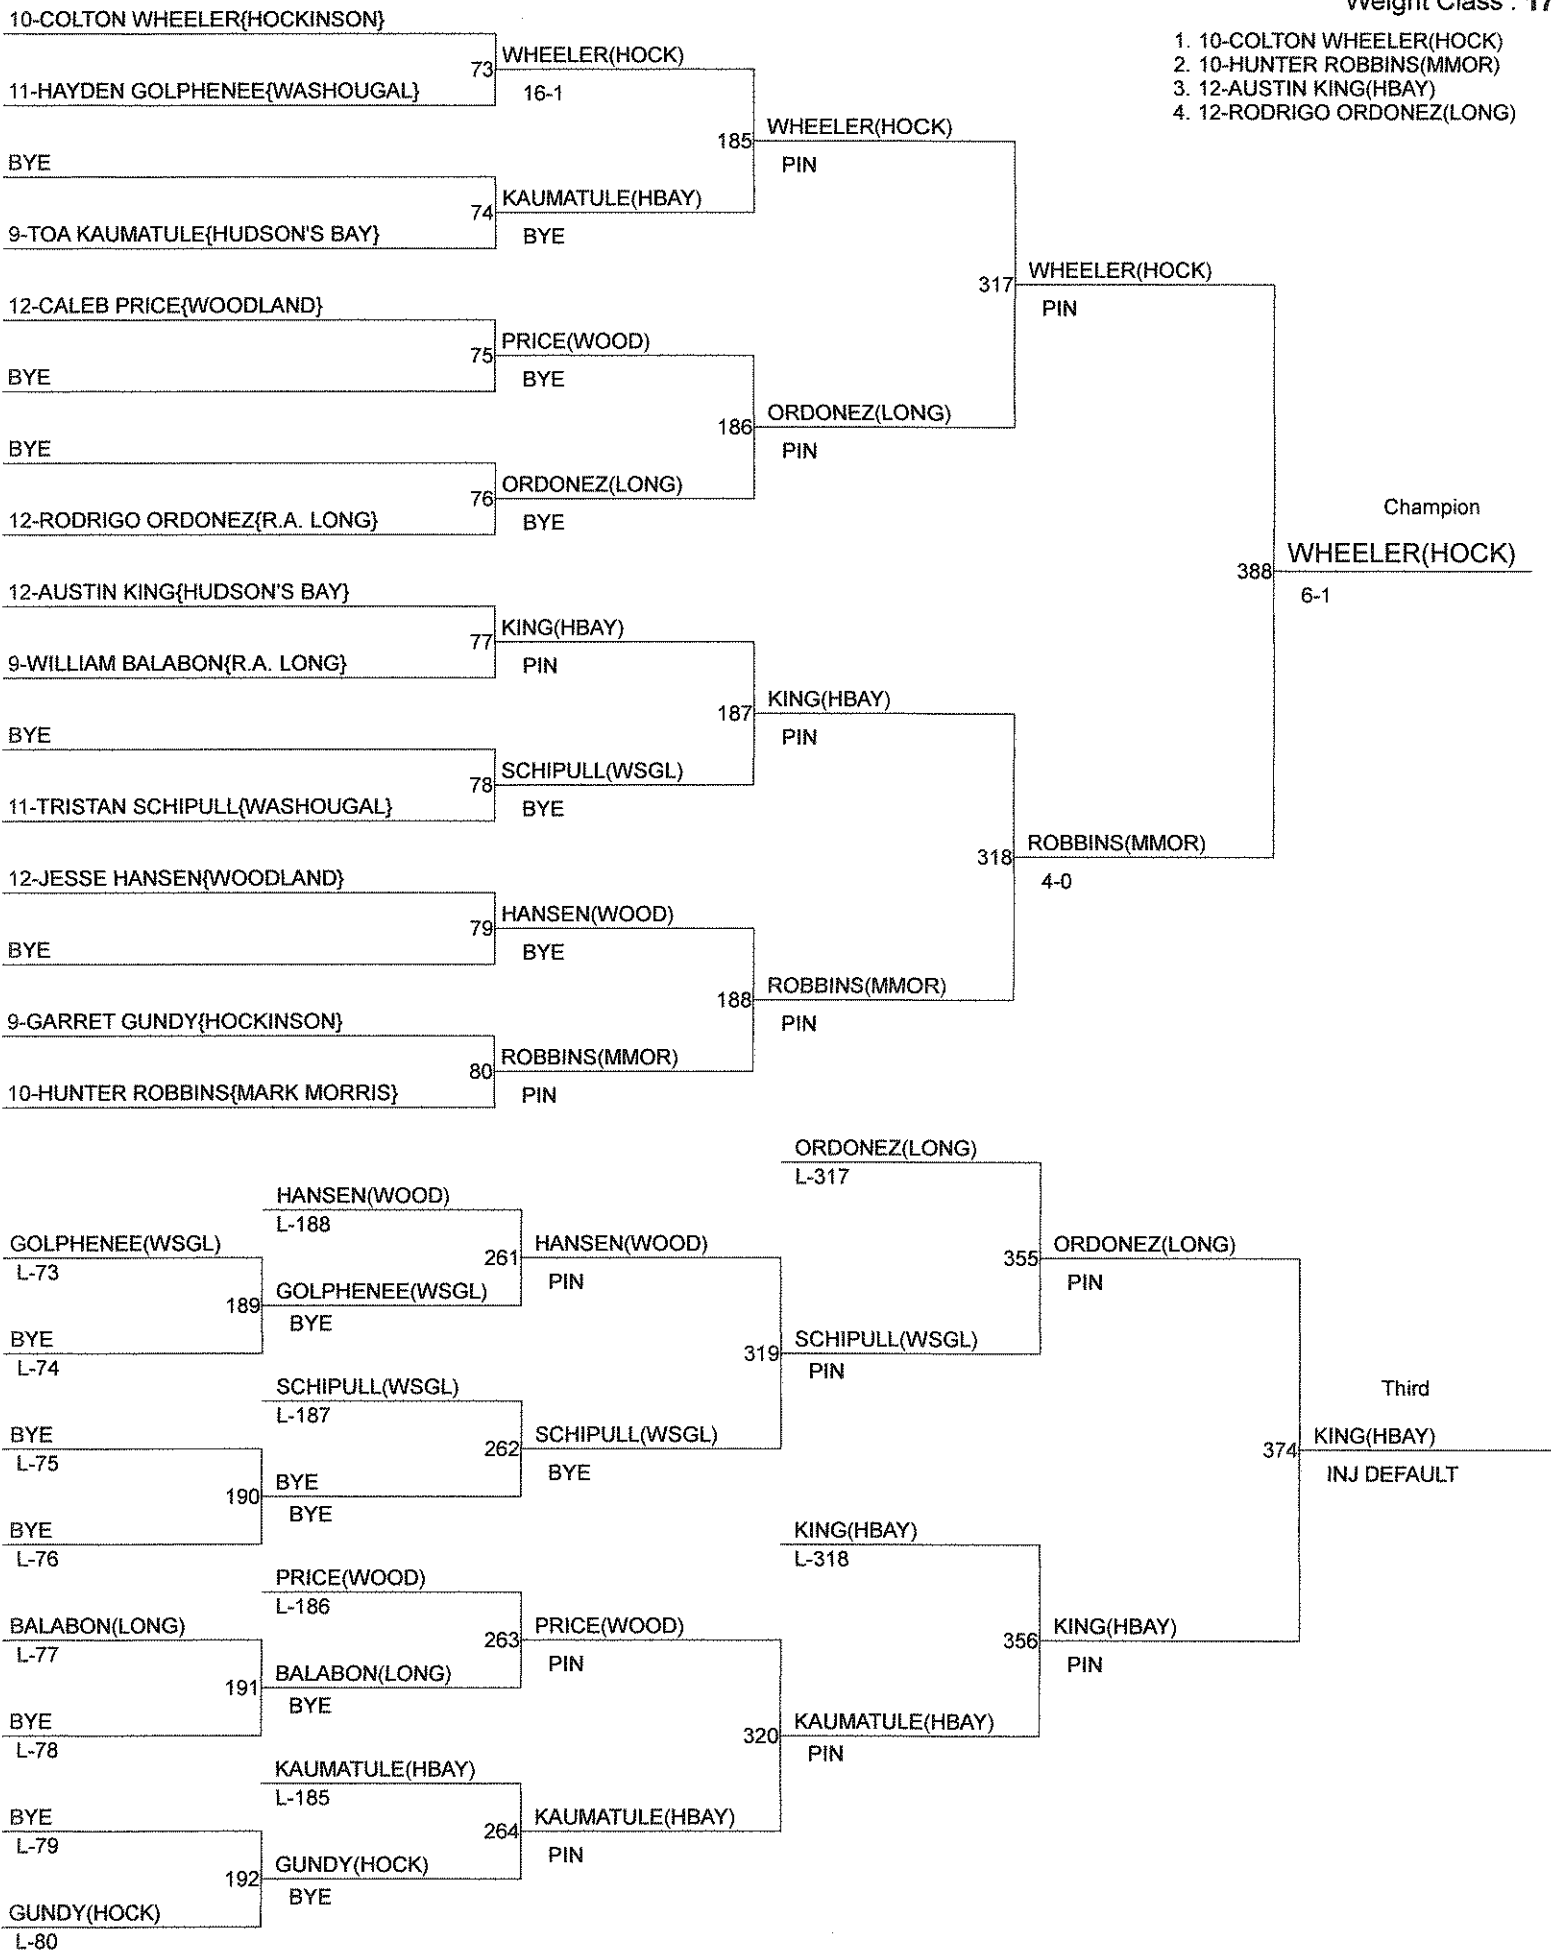 Weight Class : 17
1. 10-COLTON WHEELER(HOCK)
2. 10-HUNTER ROBBINS(MMOR)
3. 12-AUSTIN KING(HBAY)
4. 12-RODRIGO ORDONEZ(LONG)
10-COLTON WHEELER{HOCKINSON}
73 WHEELER(HOCK)
11-HAYDEN GOLPHENEE{WASHOUGAL} 16-1
185 WHEELER(HOCK)
PIN
BYE
74 KAUMATULE(HBAY)
9-TOA KAUMATULE{HUDSON'S BAY} BYE
317 WHEELER(HOCK)
PIN
12-CALEB PRICE{WOODLAND}
75 PRICE(WOOD)
BYE BYE
186 ORDONEZ(LONG)
PIN
BYE
76 ORDONEZ(LONG)
12-RODRIGO ORDONEZ{R.A. LONG} BYE
Champion
388 WHEELER(HOCK)
6-1
12-AUSTIN KING{HUDSON'S BAY}
77 KING(HBAY)
9-WILLIAM BALABON{R.A. LONG} PIN
187 KING(HBAY)
PIN
BYE
78 SCHIPULL(WSGL)
11-TRISTAN SCHIPULL{WASHOUGAL} BYE
318 ROBBINS(MMOR)
4-0
12-JESSE HANSEN{WOODLAND}
79 HANSEN(WOOD)
BYE BYE
188 ROBBINS(MMOR)
PIN
9-GARRET GUNDY{HOCKINSON}
80 ROBBINS(MMOR)
10-HUNTER ROBBINS{MARK MORRIS} PIN
ORDONEZ(LONG)
L-317
HANSEN(WOOD)
L-188
GOLPHENEE(WSGL) 261 HANSEN(WOOD) 355 ORDONEZ(LONG)
L-73 PIN PIN
189 GOLPHENEE(WSGL)
BYE
BYE 319 SCHIPULL(WSGL)
L-74 PIN
SCHIPULL(WSGL) Third
L-187
BYE 262 SCHIPULL(WSGL) 374 KING(HBAY)
L-75 BYE INJ DEFAULT
190 BYE
BYE
BYE KING(HBAY)
L-76 L-318
PRICE(WOOD)
L-186
BALABON(LONG) 263 PRICE(WOOD) 356 KING(HBAY)
L-77 PIN PIN
191 BALABON(LONG)
BYE
BYE 320 KAUMATULE(HBAY)
L-78 PIN
KAUMATULE(HBAY)
L-185
BYE 264 KAUMATULE(HBAY)
L-79 PIN
192 GUNDY(HOCK)
BYE
GUNDY(HOCK)
L-80